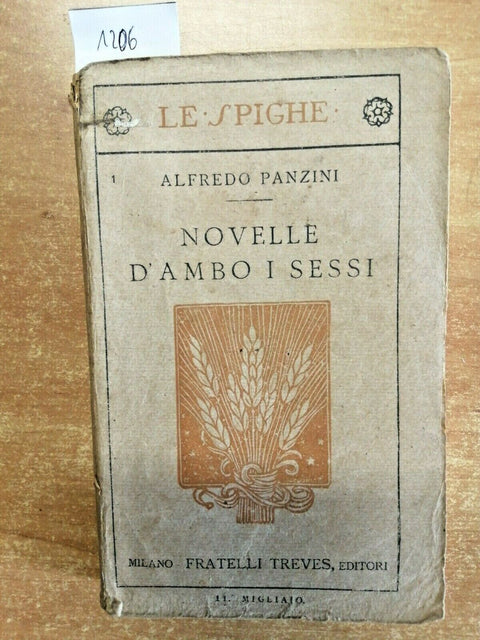 1206
LE · SPIGHE ·
1 ALFREDO PANZINI
NOVELLE
D'AMBO I SESSI
MILANO - FRATELLI TREVES, EDITORI
11.° MIGLIAIO.